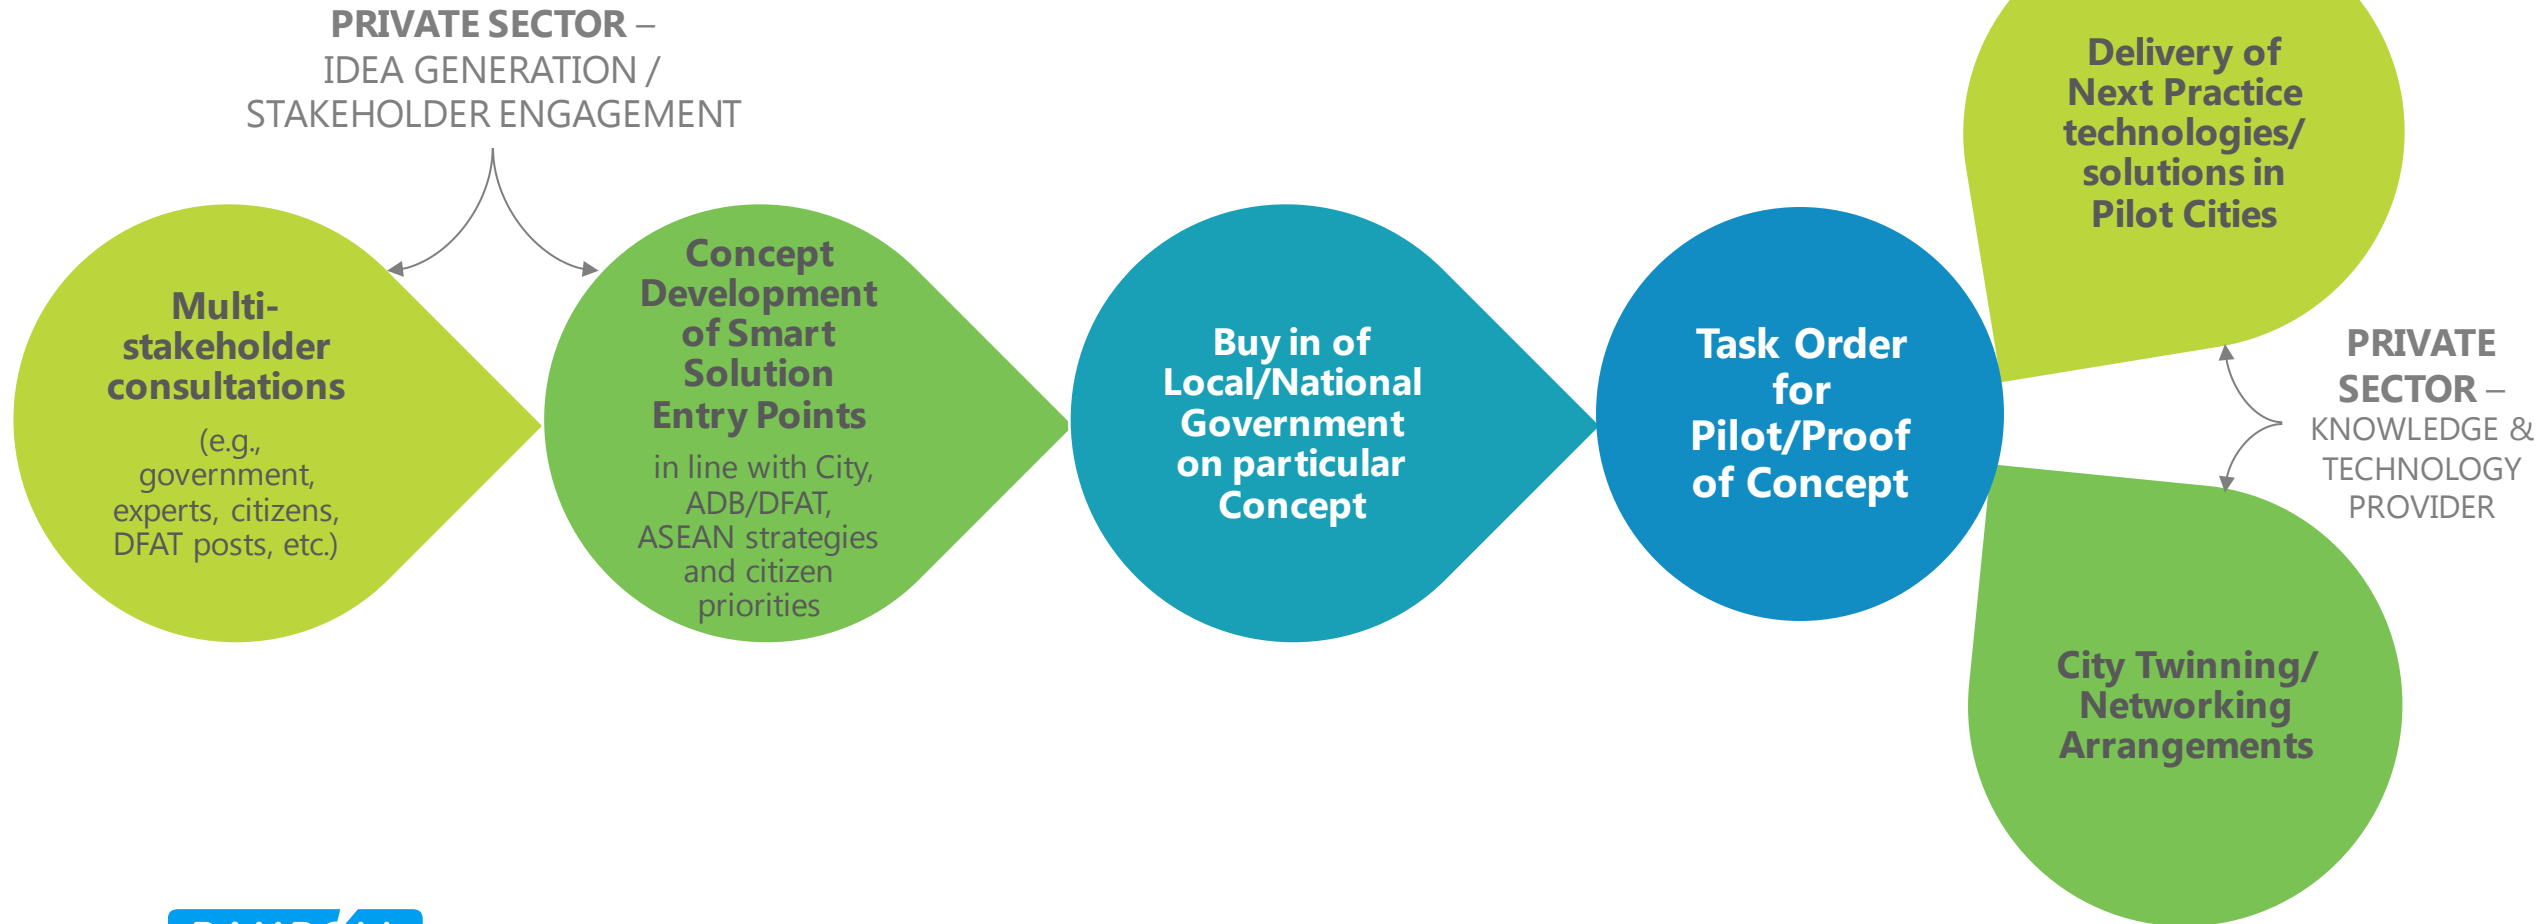 PRIVATE SECTOR –
IDEA GENERATION /
STAKEHOLDER ENGAGEMENT
Multi-
stakeholder
consultations
(e.g.,
government,
experts, citizens,
DFAT posts, etc.)
Concept
Development
of Smart
Solution
Entry Points
in line with City,
ADB/DFAT,
ASEAN strategies
and citizen
priorities
Buy in of
Local/National
Government
on particular
Concept
Task Order
for
Pilot/Proof
of Concept
Delivery of
Next Practice
technologies/
solutions in
Pilot Cities
PRIVATE
SECTOR –
KNOWLEDGE &
TECHNOLOGY
PROVIDER
City Twinning/
Networking
Arrangements